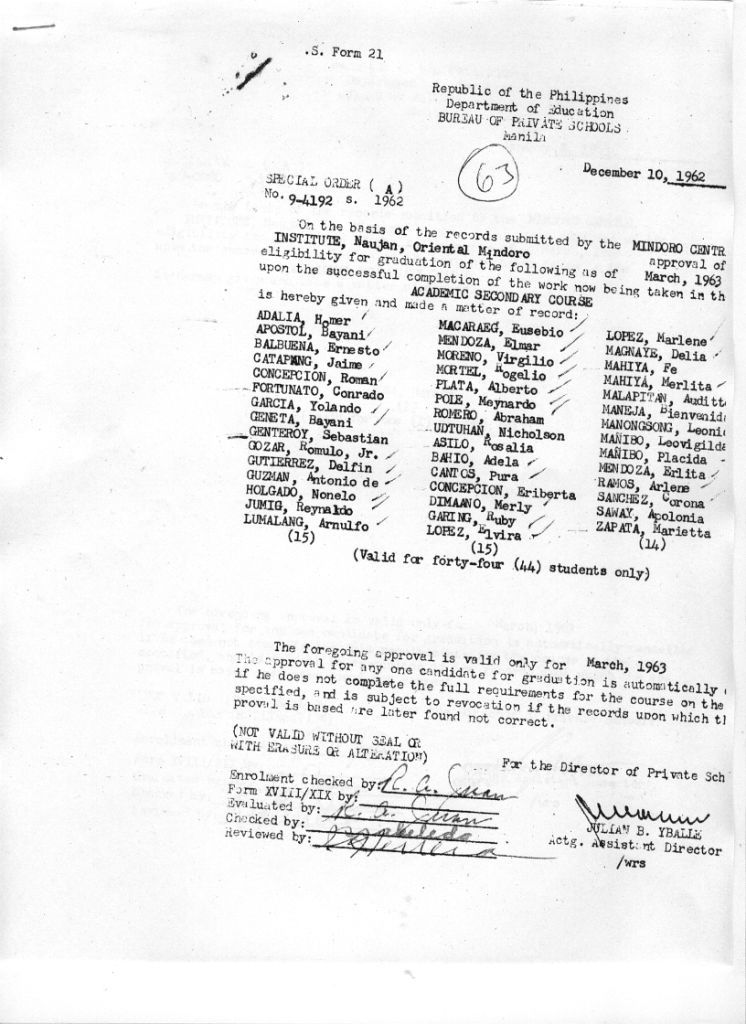 .S. Form 21
Republic of the Philippines
Department of Education
BUREAU OF PRIVATE SCHOOLS
Manila
63
December 10, 1962
SPECIAL ORDER ( A )
No. 9-4192 s. 1962
On the basis of the records submitted by the MINDORO CENTR
INSTITUTE, Naujan, Oriental Mindoro approval of
eligibility for graduation of the following as of March, 1963
upon the successful completion of the work now being taken in th
ACADEMIC SECONDARY COURSE
is hereby given and made a matter of record:
ADALIA, Homer
APOSTOL, Bayani
BALBUENA, Ernesto
CATAPANG, Jaime
CONCEPCION, Roman
FORTUNATO, Conrado
GARCIA, Yolando
GENETA, Bayani
GENTEROY, Sebastian
GOZAR, Romulo, Jr.
GUTIERREZ, Delfin
GUZMAN, Antonio de
HOLGADO, Nonelo
JUMIG, Reynaldo
LUMALANG, Arnulfo
(15)
MACARAEG, Eusebio
MENDOZA, Elmar
MORENO, Virgilio
MORTEL, Rogelio
PLATA, Alberto
POLE, Meynardo
ROMERO, Abraham
UDTUHAN, Nicholson
ASILO, Rosalia
BAHIO, Adela
CANTOS, Pura
CONCEPCION, Eriberta
DIMAANO, Merly
GARING, Ruby
LOPEZ, Elvira
(15)
LOPEZ, Marlene
MAGNAYE, Delia
MAHIYA, Fe
MAHIYA, Merlita
MALAPITAN, Auditt
MANEJA, Bienvenid
MANONGSONG, Leoni
MAÑIBO, Leovigilda
MAÑIBO, Placida
MENDOZA, Erlita
RAMOS, Arlene
SANCHEZ, Corona
SAWAY, Apolonia
ZAPATA, Marietta
(14)
(Valid for forty-four (44) students only)
The foregoing approval is valid only for March, 1963
The approval for any one candidate for graduation is automatically
if he does not complete the full requirements for the course on the
specified, and is subject to revocation if the records upon which th
proval is based are later found not correct.
(NOT VALID WITHOUT SEAL OR
WITH ERASURE OR ALTERATION)
For the Director of Private Sch
Enrolment checked by:
Form XVIII/XIX by:
Evaluated by:
Checked by:
Reviewed by:
JULIAN B. YBALLE
Actg. Assistant Director
/wrs